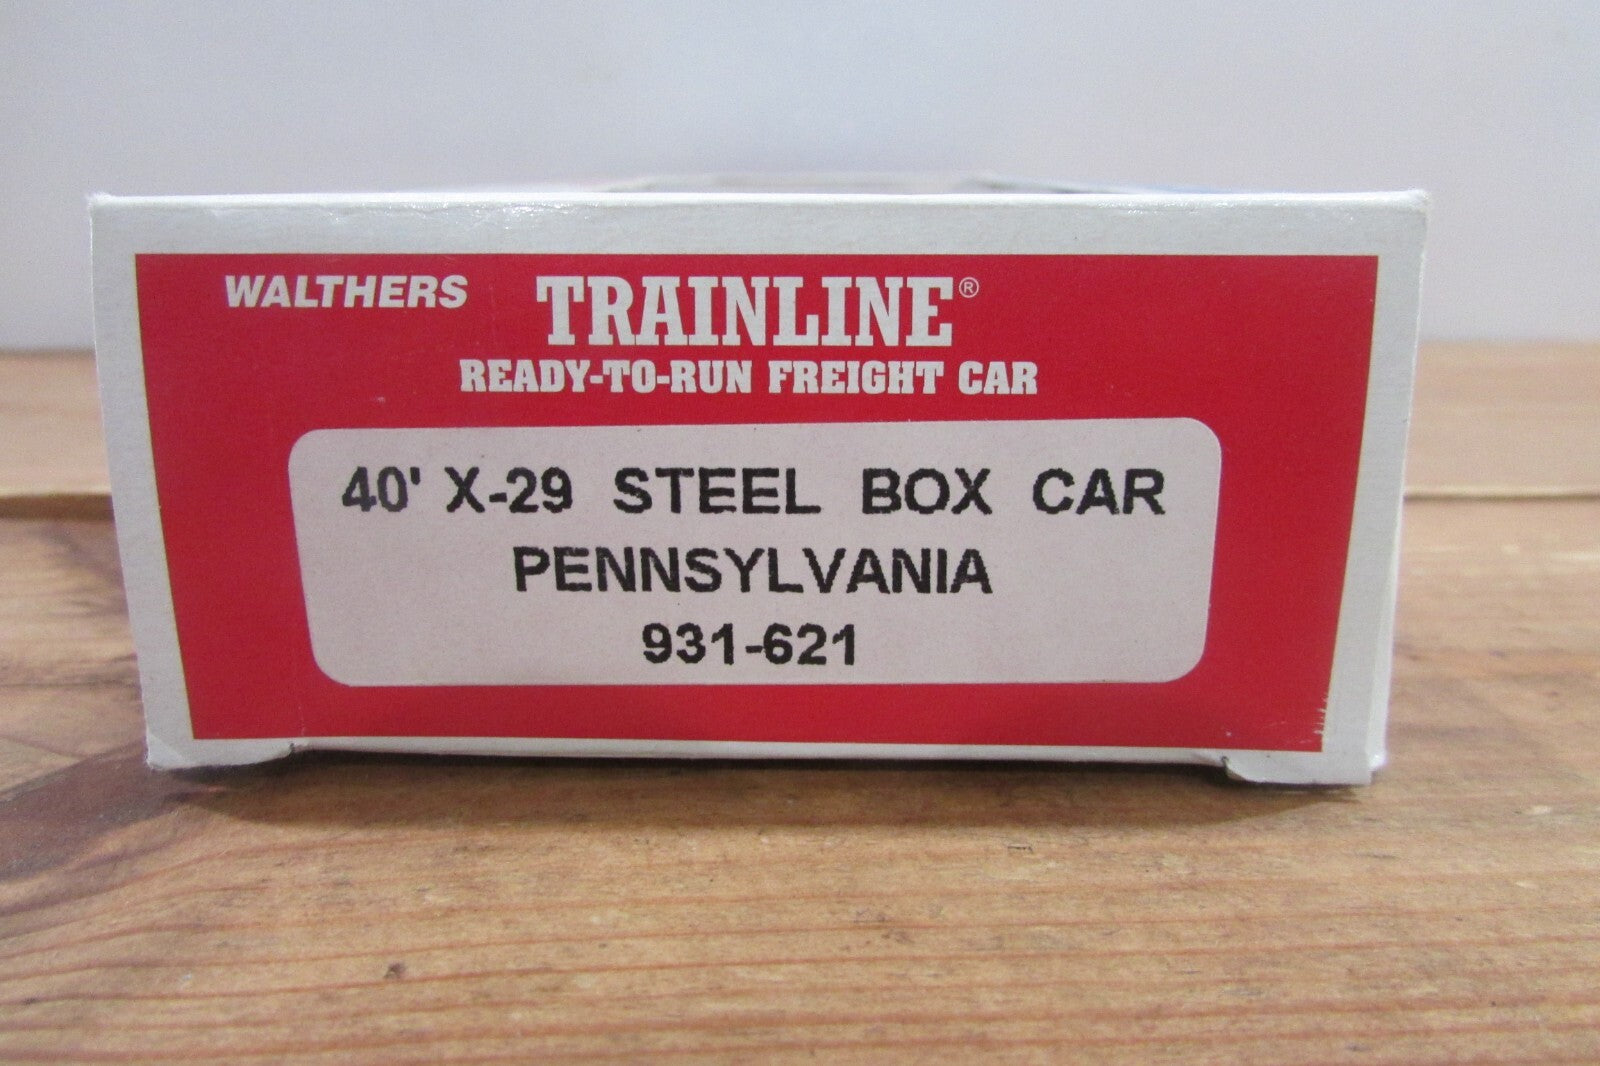 WALTHERS TRAINLINE®
READY-TO-RUN FREIGHT CAR
40' X-29 STEEL BOX CAR
PENNSYLVANIA
931-621